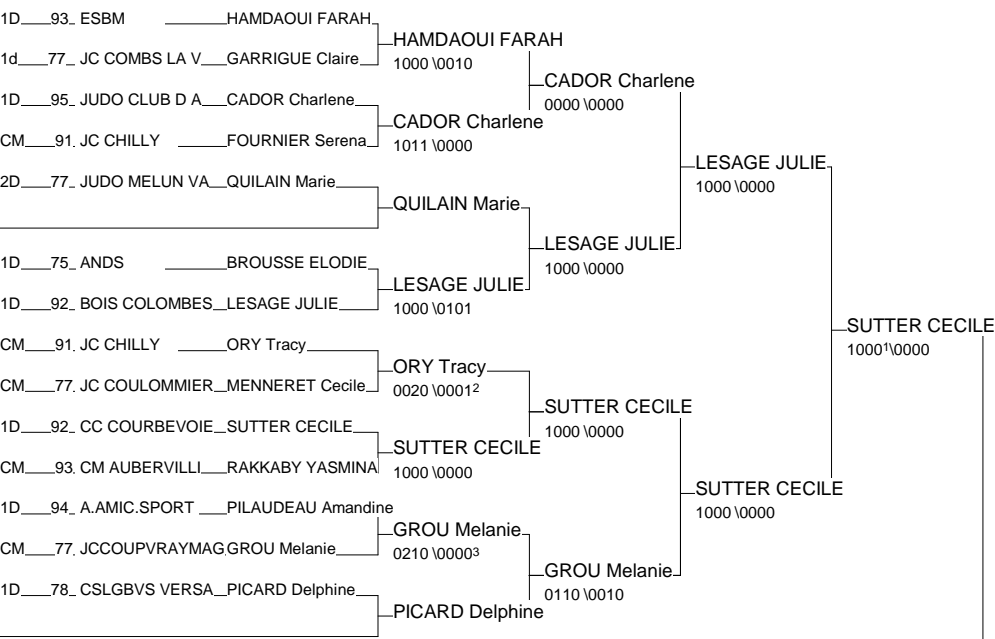 1D 93 ESBM HAMDAOUI FARAH
HAMDAOUI FARAH
1000 \0010
1d 77 JC COMBS LA V GARRIGUE Claire
CADOR Charlene
0000 \0000
1D 95 JUDO CLUB D A CADOR Charlene
CADOR Charlene
1011 \0000
CM 91 JC CHILLY FOURNIER Serena
LESAGE JULIE
1000 \0000
2D 77 JUDO MELUN VA QUILAIN Marie
QUILAIN Marie
LESAGE JULIE
1000 \0000
1D 75 ANDS BROUSSE ELODIE
LESAGE JULIE
1000 \0101
1D 92 BOIS COLOMBES LESAGE JULIE
SUTTER CECILE
1000¹\0000
CM 91 JC CHILLY ORY Tracy
ORY Tracy
0020 \0001²
CM 77 JC COULOMMIER MENNERET Cecile
SUTTER CECILE
1000 \0000
1D 92 CC COURBEVOIE SUTTER CECILE
SUTTER CECILE
1000 \0000
CM 93 CM AUBERVILLI RAKKABY YASMINA
SUTTER CECILE
1000 \0000
1D 94 A.AMIC.SPORT PILAUDEAU Amandine
GROU Melanie
0210 \0000³
CM 77 JCCOUPVRAYMAG GROU Melanie
GROU Melanie
0110 \0010
1D 78 CSLGBVS VERSA PICARD Delphine
PICARD Delphine